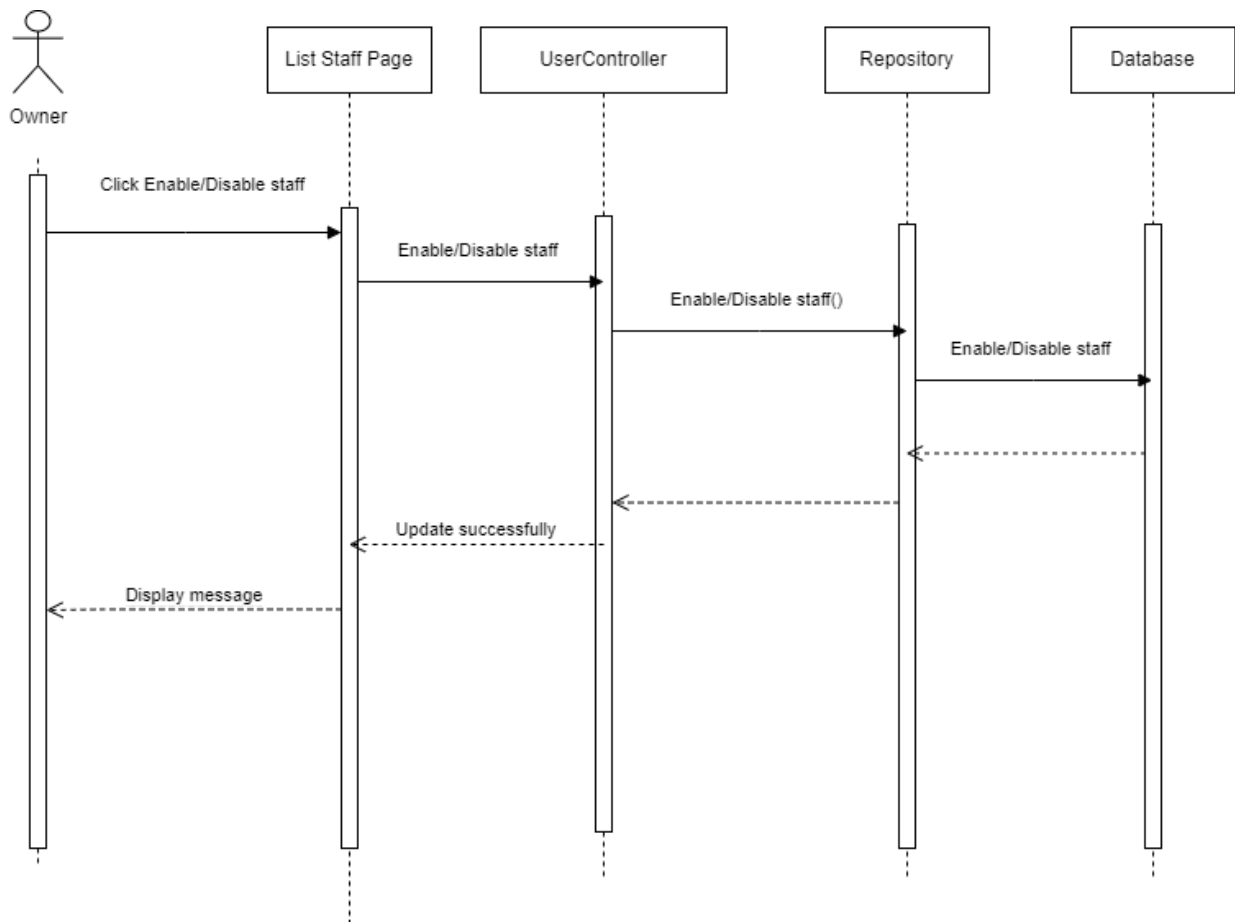 List Staff Page
UserController
Repository
Database
Owner
Click Enable/Disable staff
Enable/Disable staff
Enable/Disable staff()
Enable/Disable staff
Update successfully
Display message